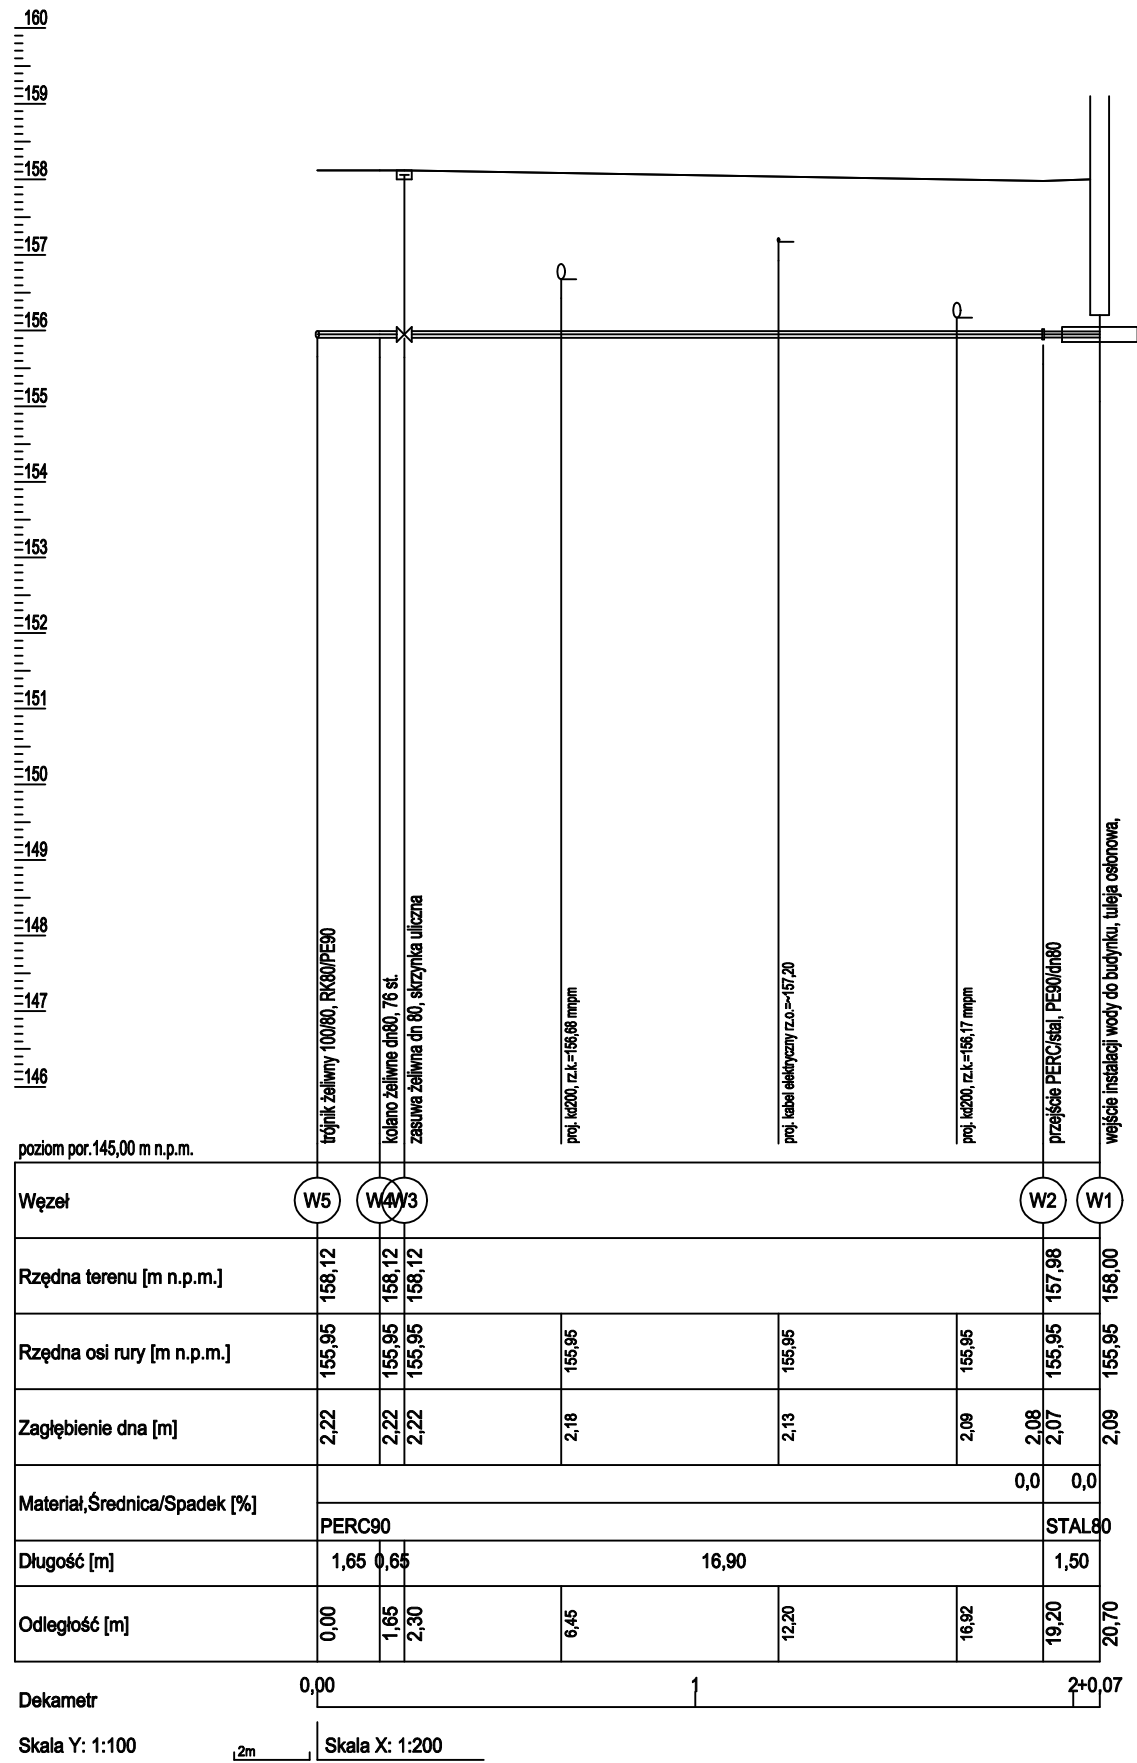 160
159
158
157
156
155
154
153
152
151
150
149
148
147
146
trójnik żeliwny 100/80, RK80/PE90
kolano żeliwne dn80, 76 st.
zasuwa żeliwna dn 80, skrzynka uliczna
proj. kd200, rz.k.=156,68 mnpm
proj. kabel elektryczny rz.o.=~157,20
proj. kd200, rz.k.=156,17 mnpm
przejście PERC/stal, PE90/dn80
wejście instalacji wody do budynku, tuleja osłonowa,
poziom por.145,00 m n.p.m.
Węzeł W5 W4 W3 W2 W1
Rzędna terenu [m n.p.m.] 158,12 158,12 158,12 157,98 158,00
Rzędna osi rury [m n.p.m.] 155,95 155,95 155,95 155,95 155,95 155,95 155,95 155,95
Zagłębienie dna [m] 2,22 2,22 2,22 2,18 2,13 2,09 2,08 2,07 2,09
Materiał,Średnica/Spadek [%] 0,0 0,0
PERC90 STAL80
Długość [m] 1,65 0,65 16,90 1,50
Odległość [m] 0,00 1,65 2,30 6,45 12,20 16,92 19,20 20,70
Dekametr 0,00 1 2+0,07
Skala Y: 1:100 2m Skala X: 1:200